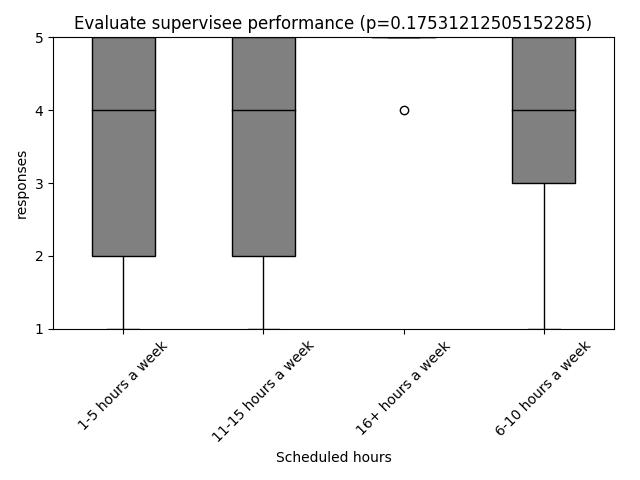 Evaluate supervisee performance (p=0.17531212505152285)
5
4
3
2
1
responses
1-5 hours a week
11-15 hours a week
16+ hours a week
6-10 hours a week
Scheduled hours